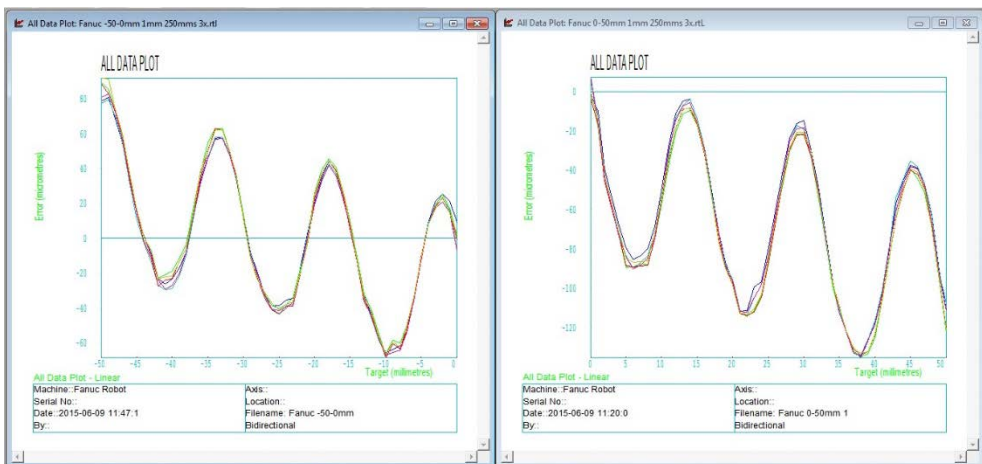 All Data Plot: Fanuc -50-0mm 1mm 250mms 3x.rtl
ALL DATA PLOT
Error (micrometres)
80
60
40
20
0
-20
-40
-60
-50
-45
-40
-35
-30
-25
-20
-15
-10
-5
0
Target (millimetres)
All Data Plot - Linear
Machine::Fanuc Robot
Axis::
Serial No::
Location::
Date::2015-06-09 11:47:1
Filename: Fanuc -50-0mm
By::
Bidirectional
All Data Plot: Fanuc 0-50mm 1mm 250mms 3x.rtL
ALL DATA PLOT
Error (micrometres)
0
-20
-40
-60
-80
-100
-120
0
5
10
15
20
25
30
35
40
45
50
Target (millimetres)
All Data Plot - Linear
Machine::Fanuc Robot
Axis::
Serial No::
Location::
Date::2015-06-09 11:20:0
Filename: Fanuc 0-50mm 1
By::
Bidirectional